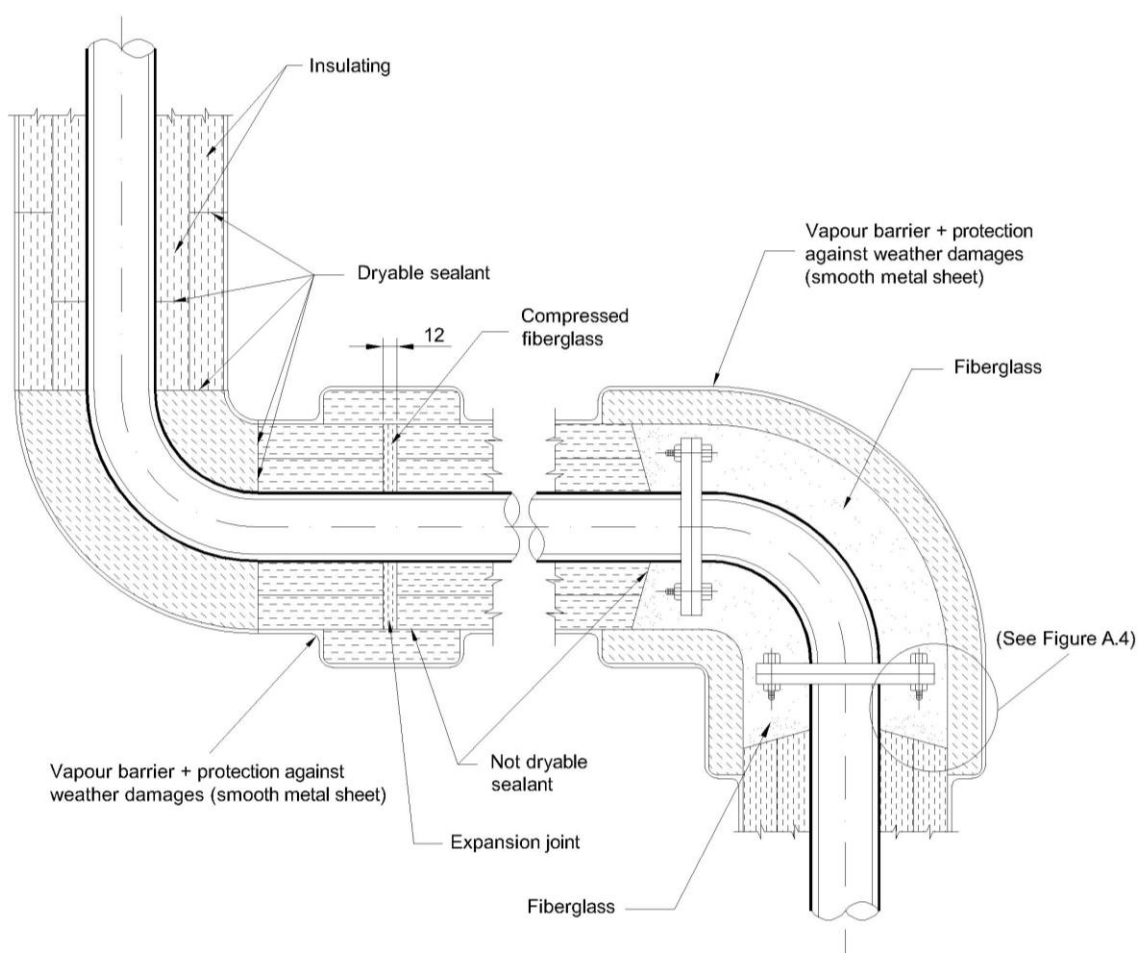 Insulating
Vapour barrier + protection
against weather damages
(smooth metal sheet)
Dryable sealant
Compressed
fiberglass
12
Fiberglass
(See Figure A.4)
Vapour barrier + protection against
weather damages (smooth metal sheet)
Not dryable
sealant
Expansion joint
Fiberglass